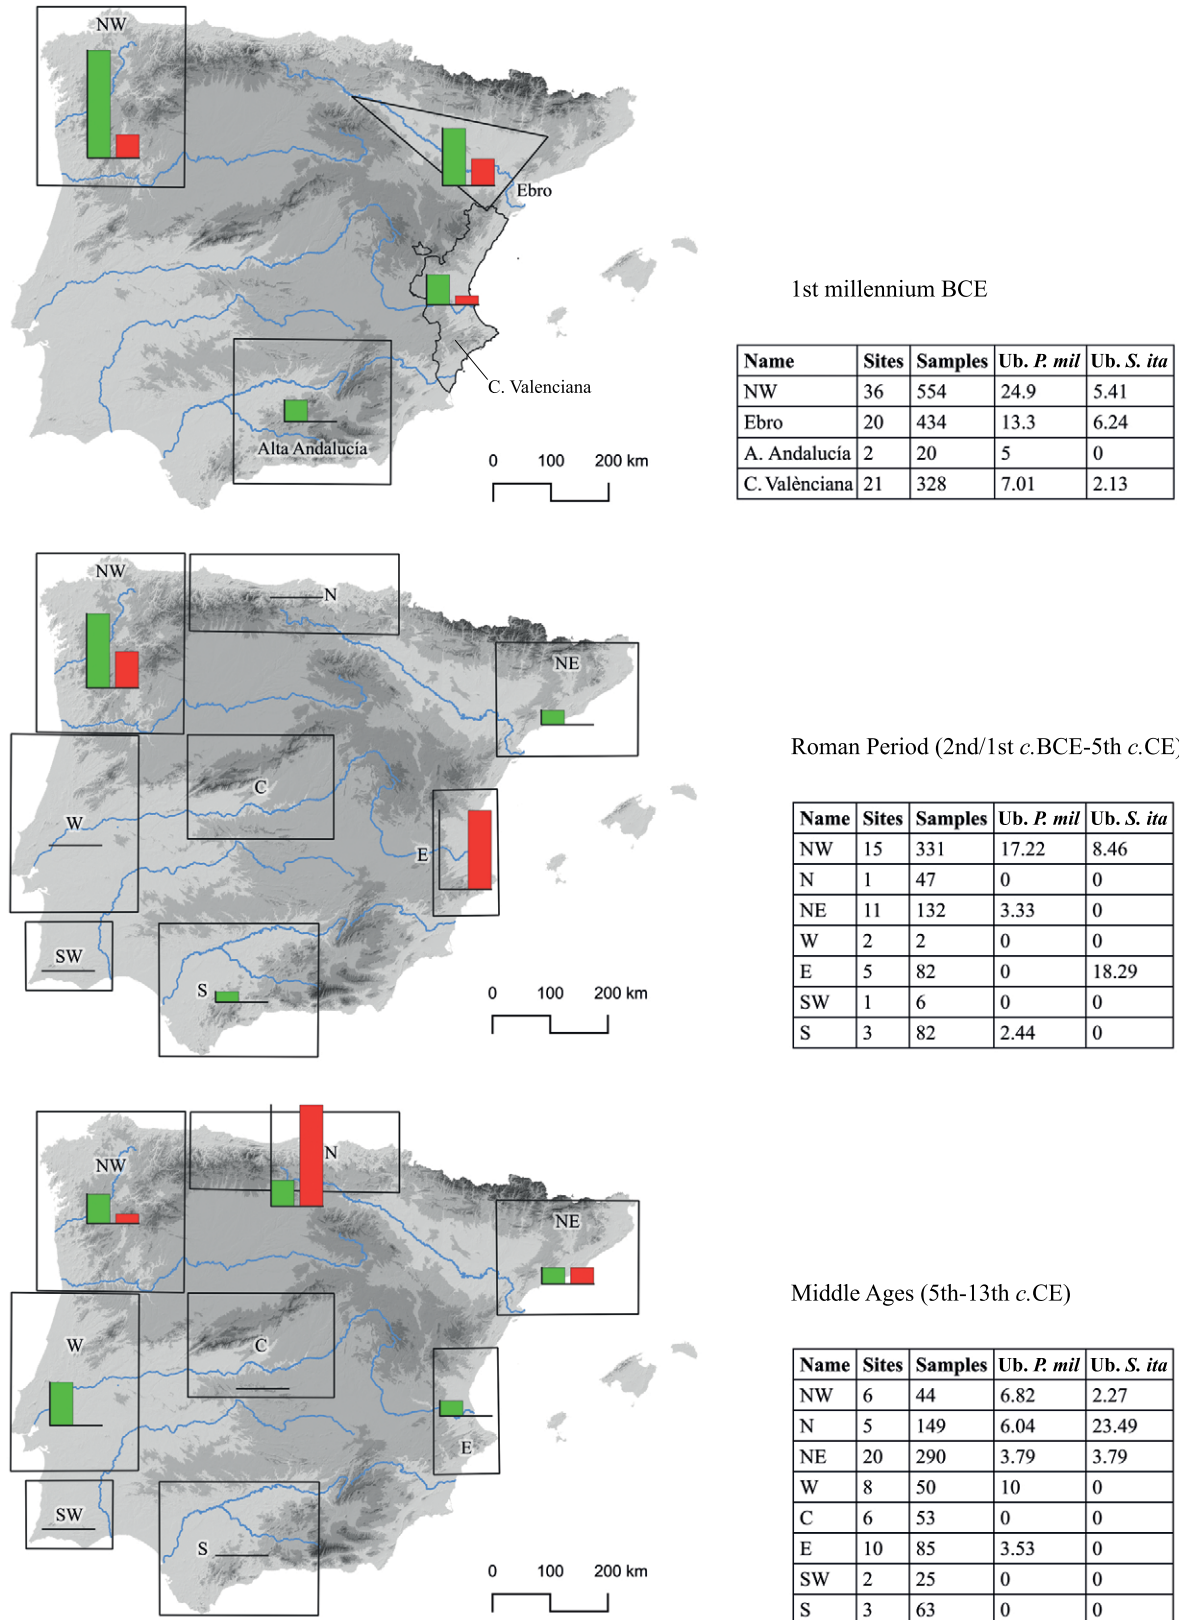 NW
Ebro
C. Valenciana
Alta Andalucía
0 100 200 km
1st millennium BCE
Name Sites Samples Ub. P. mil Ub. S. ita
NW 36 554 24.9 5.41
Ebro 20 434 13.3 6.24
A. Andalucía 2 20 5 0
C. Valènciana 21 328 7.01 2.13
NW
N
NE
C
W
E
SW
S
0 100 200 km
Roman Period (2nd/1st c.BCE-5th c.CE)
Name Sites Samples Ub. P. mil Ub. S. ita
NW 15 331 17.22 8.46
N 1 47 0 0
NE 11 132 3.33 0
W 2 2 0 0
E 5 82 0 18.29
SW 1 6 0 0
S 3 82 2.44 0
NW
N
NE
W
C
E
SW
S
0 100 200 km
Middle Ages (5th-13th c.CE)
Name Sites Samples Ub. P. mil Ub. S. ita
NW 6 44 6.82 2.27
N 5 149 6.04 23.49
NE 20 290 3.79 3.79
W 8 50 10 0
C 6 53 0 0
E 10 85 3.53 0
SW 2 25 0 0
S 3 63 0 0